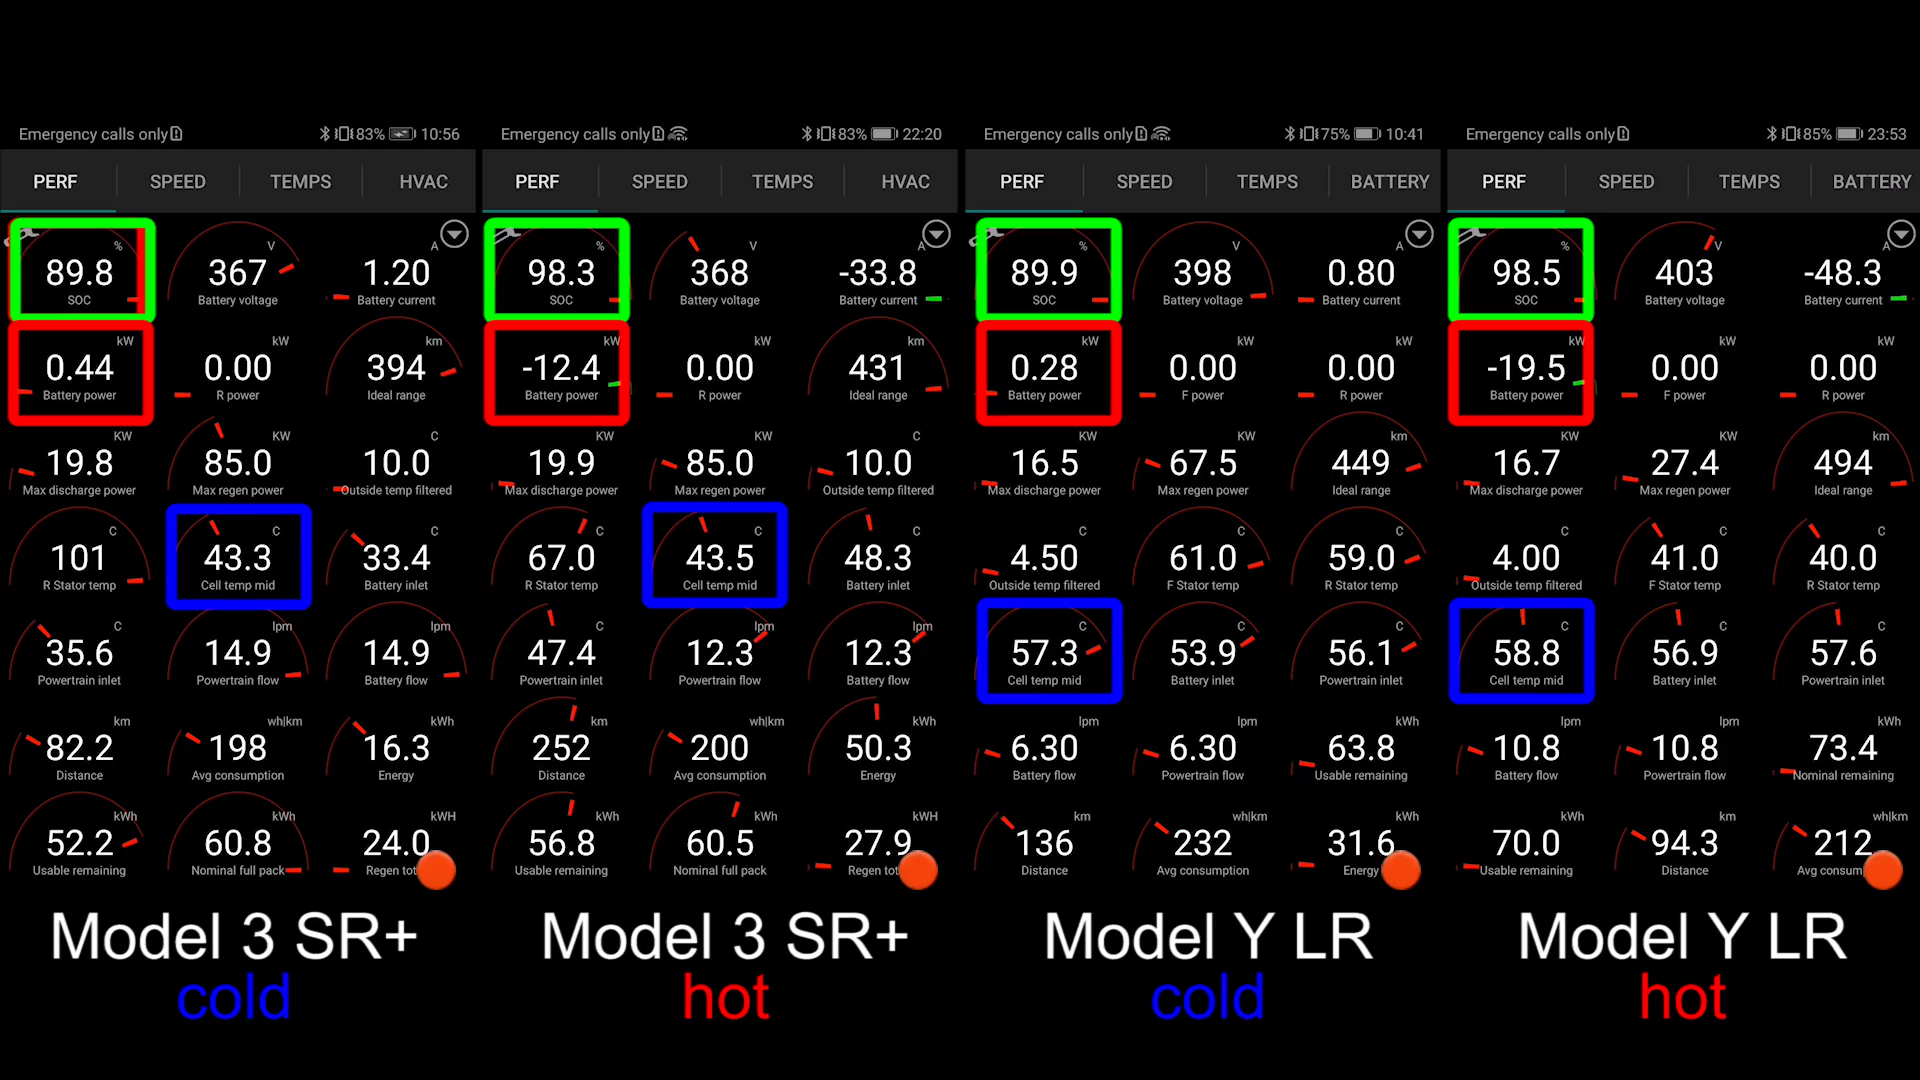 Emergency calls only 83% 10:56
PERF SPEED TEMPS HVAC
% V A
89.8 367 1.20
SOC Battery voltage Battery current
kW kW km
0.44 0.00 394
Battery power R power Ideal range
KW KW C
19.8 85.0 10.0
Max discharge power Max regen power Outside temp filtered
C C C
101 43.3 33.4
R Stator temp Cell temp mid Battery inlet
C lpm lpm
35.6 14.9 14.9
Powertrain inlet Powertrain flow Battery flow
km wh|km kWh
82.2 198 16.3
Distance Avg consumption Energy
kWh kWh kWH
52.2 60.8 24.0
Usable remaining Nominal full pack Regen tot
Model 3 SR+
cold
Emergency calls only 83% 22:20
PERF SPEED TEMPS HVAC
% V A
98.3 368 -33.8
SOC Battery voltage Battery current
kW kW km
-12.4 0.00 431
Battery power R power Ideal range
KW KW C
19.9 85.0 10.0
Max discharge power Max regen power Outside temp filtered
C C C
67.0 43.5 48.3
R Stator temp Cell temp mid Battery inlet
C lpm lpm
47.4 12.3 12.3
Powertrain inlet Powertrain flow Battery flow
km wh|km kWh
252 200 50.3
Distance Avg consumption Energy
kWh kWh kWH
56.8 60.5 27.9
Usable remaining Nominal full pack Regen tot
Model 3 SR+
hot
Emergency calls only 75% 10:41
PERF SPEED TEMPS BATTERY
% V A
89.9 398 0.80
SOC Battery voltage Battery current
kW kW kW
0.28 0.00 0.00
Battery power F power R power
KW KW km
16.5 67.5 449
Max discharge power Max regen power Ideal range
C C C
4.50 61.0 59.0
Outside temp filtered F Stator temp R Stator temp
C C C
57.3 53.9 56.1
Cell temp mid Battery inlet Powertrain inlet
lpm lpm kWh
6.30 6.30 63.8
Battery flow Powertrain flow Usable remaining
km wh|km kWh
136 232 31.6
Distance Avg consumption Energy
Model Y LR
cold
Emergency calls only 85% 23:53
PERF SPEED TEMPS BATTERY
% V A
98.5 403 -48.3
SOC Battery voltage Battery current
kW kW kW
-19.5 0.00 0.00
Battery power F power R power
KW KW km
16.7 27.4 494
Max discharge power Max regen power Ideal range
C C C
4.00 41.0 40.0
Outside temp filtered F Stator temp R Stator temp
C C C
58.8 56.9 57.6
Cell temp mid Battery inlet Powertrain inlet
lpm lpm kWh
10.8 10.8 73.4
Battery flow Powertrain flow Nominal remaining
kWh km wh|km
70.0 94.3 212
Usable remaining Distance Avg consum
Model Y LR
hot